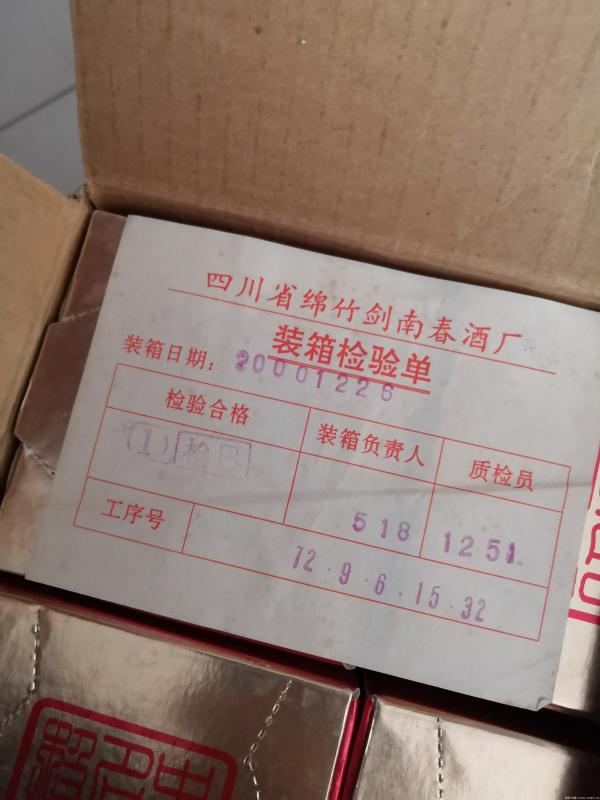 四川省绵竹剑南春酒厂
装箱检验单
装箱日期：20001226
检验合格 装箱负责人 质检员
(1) 518 1251
工序号 72·9·6·15·32